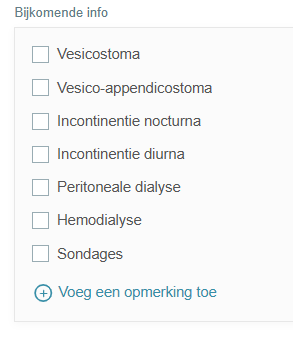 Bijkomende info
Vesicostoma
Vesico-appendicostoma
Incontinentie nocturna
Incontinentie diurna
Peritoneale dialyse
Hemodialyse
Sondages
Voeg een opmerking toe